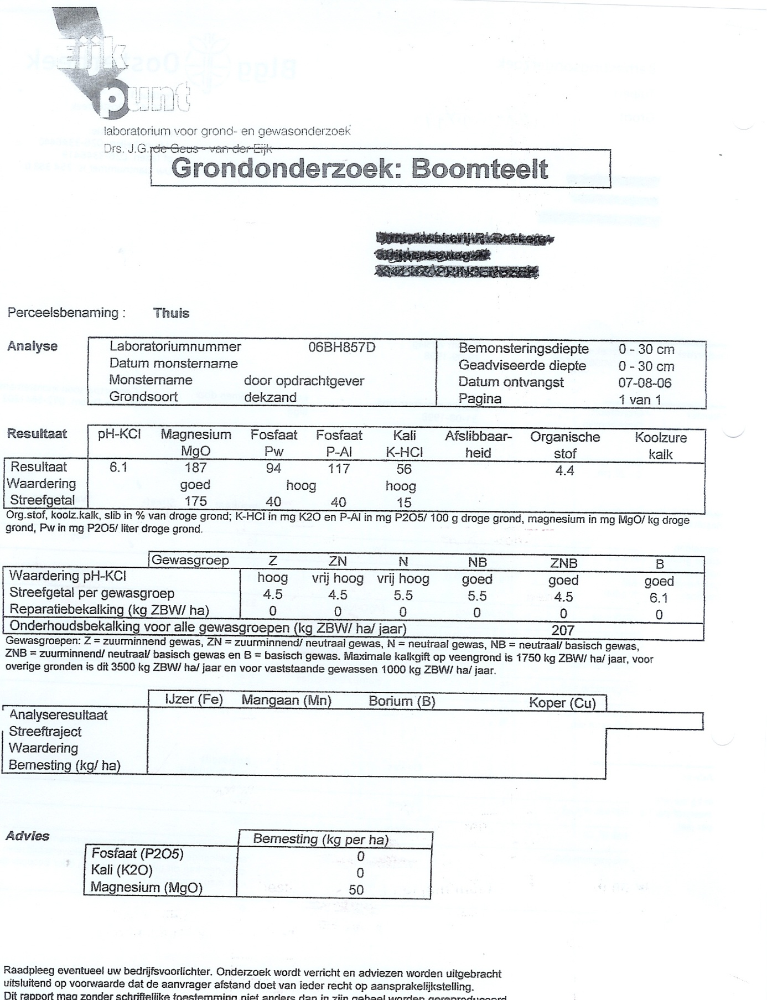 Eijk
punt
laboratorium voor grond- en gewasonderzoek
Drs. J.G. de Geus - van der Eijk
Grondonderzoek: Boomteelt
Perceelsbenaming : Thuis
Analyse
Laboratoriumnummer 06BH857D Bemonsteringsdiepte 0 - 30 cm
Datum monstername Geadviseerde diepte 0 - 30 cm
Monstername door opdrachtgever Datum ontvangst 07-08-06
Grondsoort dekzand Pagina 1 van 1
Resultaat pH-KCl Magnesium Fosfaat Fosfaat Kali Afslibbaar- Organische Koolzure
MgO Pw P-Al K-HCl heid stof kalk
Resultaat 6.1 187 94 117 56 4.4
Waardering goed hoog hoog
Streefgetal 175 40 40 15
Org.stof, koolz.kalk, slib in % van droge grond; K-HCl in mg K2O en P-Al in mg P2O5/ 100 g droge grond, magnesium in mg MgO/ kg droge
grond, Pw in mg P2O5/ liter droge grond.
Gewasgroep Z ZN N NB ZNB B
Waardering pH-KCl hoog vrij hoog vrij hoog goed goed goed
Streefgetal per gewasgroep 4.5 4.5 5.5 5.5 4.5 6.1
Reparatiebekalking (kg ZBW/ ha) 0 0 0 0 0 0
Onderhoudsbekalking voor alle gewasgroepen (kg ZBW/ ha/ jaar) 207
Gewasgroepen: Z = zuurminnend gewas, ZN = zuurminnend/ neutraal gewas, N = neutraal gewas, NB = neutraal/ basisch gewas,
ZNB = zuurminnend/ neutraal/ basisch gewas en B = basisch gewas. Maximale kalkgift op veengrond is 1750 kg ZBW/ ha/ jaar, voor
overige gronden is dit 3500 kg ZBW/ ha/ jaar en voor vaststaande gewassen 1000 kg ZBW/ ha/ jaar.
IJzer (Fe) Mangaan (Mn) Borium (B) Koper (Cu)
Analyseresultaat
Streeftraject
Waardering
Bemesting (kg/ ha)
Advies
Bemesting (kg per ha)
Fosfaat (P2O5) 0
Kali (K2O) 0
Magnesium (MgO) 50
Raadpleeg eventueel uw bedrijfsvoorlichter. Onderzoek wordt verricht en adviezen worden uitgebracht
uitsluitend op voorwaarde dat de aanvrager afstand doet van ieder recht op aansprakelijkstelling.
Dit rapport mag zonder schriftelijke toestemming niet anders dan in zijn geheel worden gereproduceerd